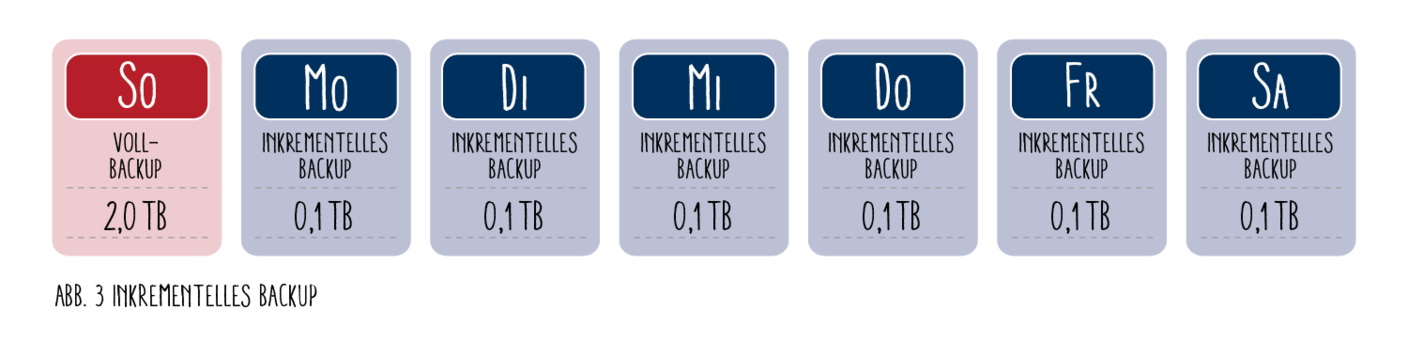 So
VOLL-
BACKUP
2,0 TB
Mo
INKREMENTELLES
BACKUP
0,1 TB
Di
INKREMENTELLES
BACKUP
0,1 TB
Mi
INKREMENTELLES
BACKUP
0,1 TB
Do
INKREMENTELLES
BACKUP
0,1 TB
Fr
INKREMENTELLES
BACKUP
0,1 TB
Sa
INKREMENTELLES
BACKUP
0,1 TB
ABB. 3 INKREMENTELLES BACKUP